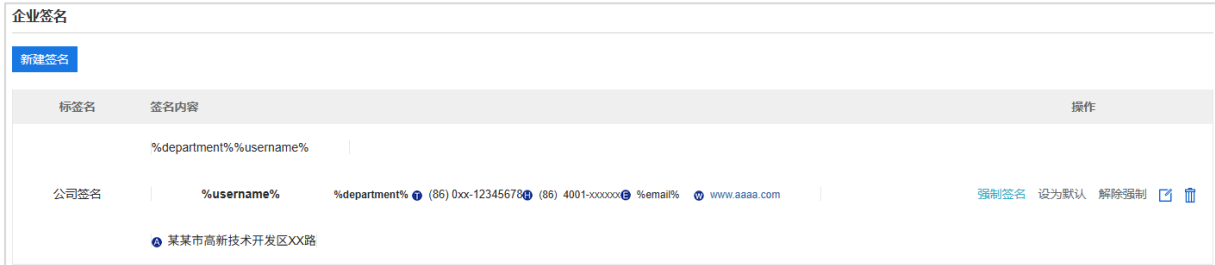 企业签名
新建签名
标签名 签名内容 操作
%department%%username%
公司签名 %username% %department% T (86) 0xx-12345678 H (86) 4001-xxxxxx E %email% W www.aaaa.com 强制签名 设为默认 解除强制
A 某某市高新技术开发区XX路